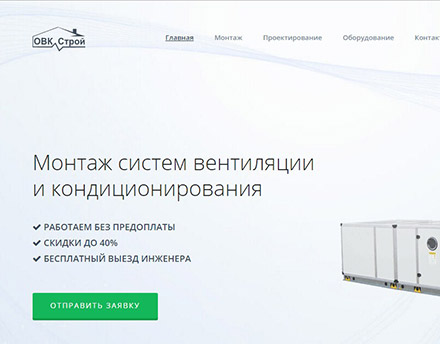 ОВК Строй
Главная Монтаж Проектирование Оборудование Контак
Монтаж систем вентиляции
и кондиционирования
РАБОТАЕМ БЕЗ ПРЕДОПЛАТЫ
СКИДКИ ДО 40%
БЕСПЛАТНЫЙ ВЫЕЗД ИНЖЕНЕРА
ОТПРАВИТЬ ЗАЯВКУ